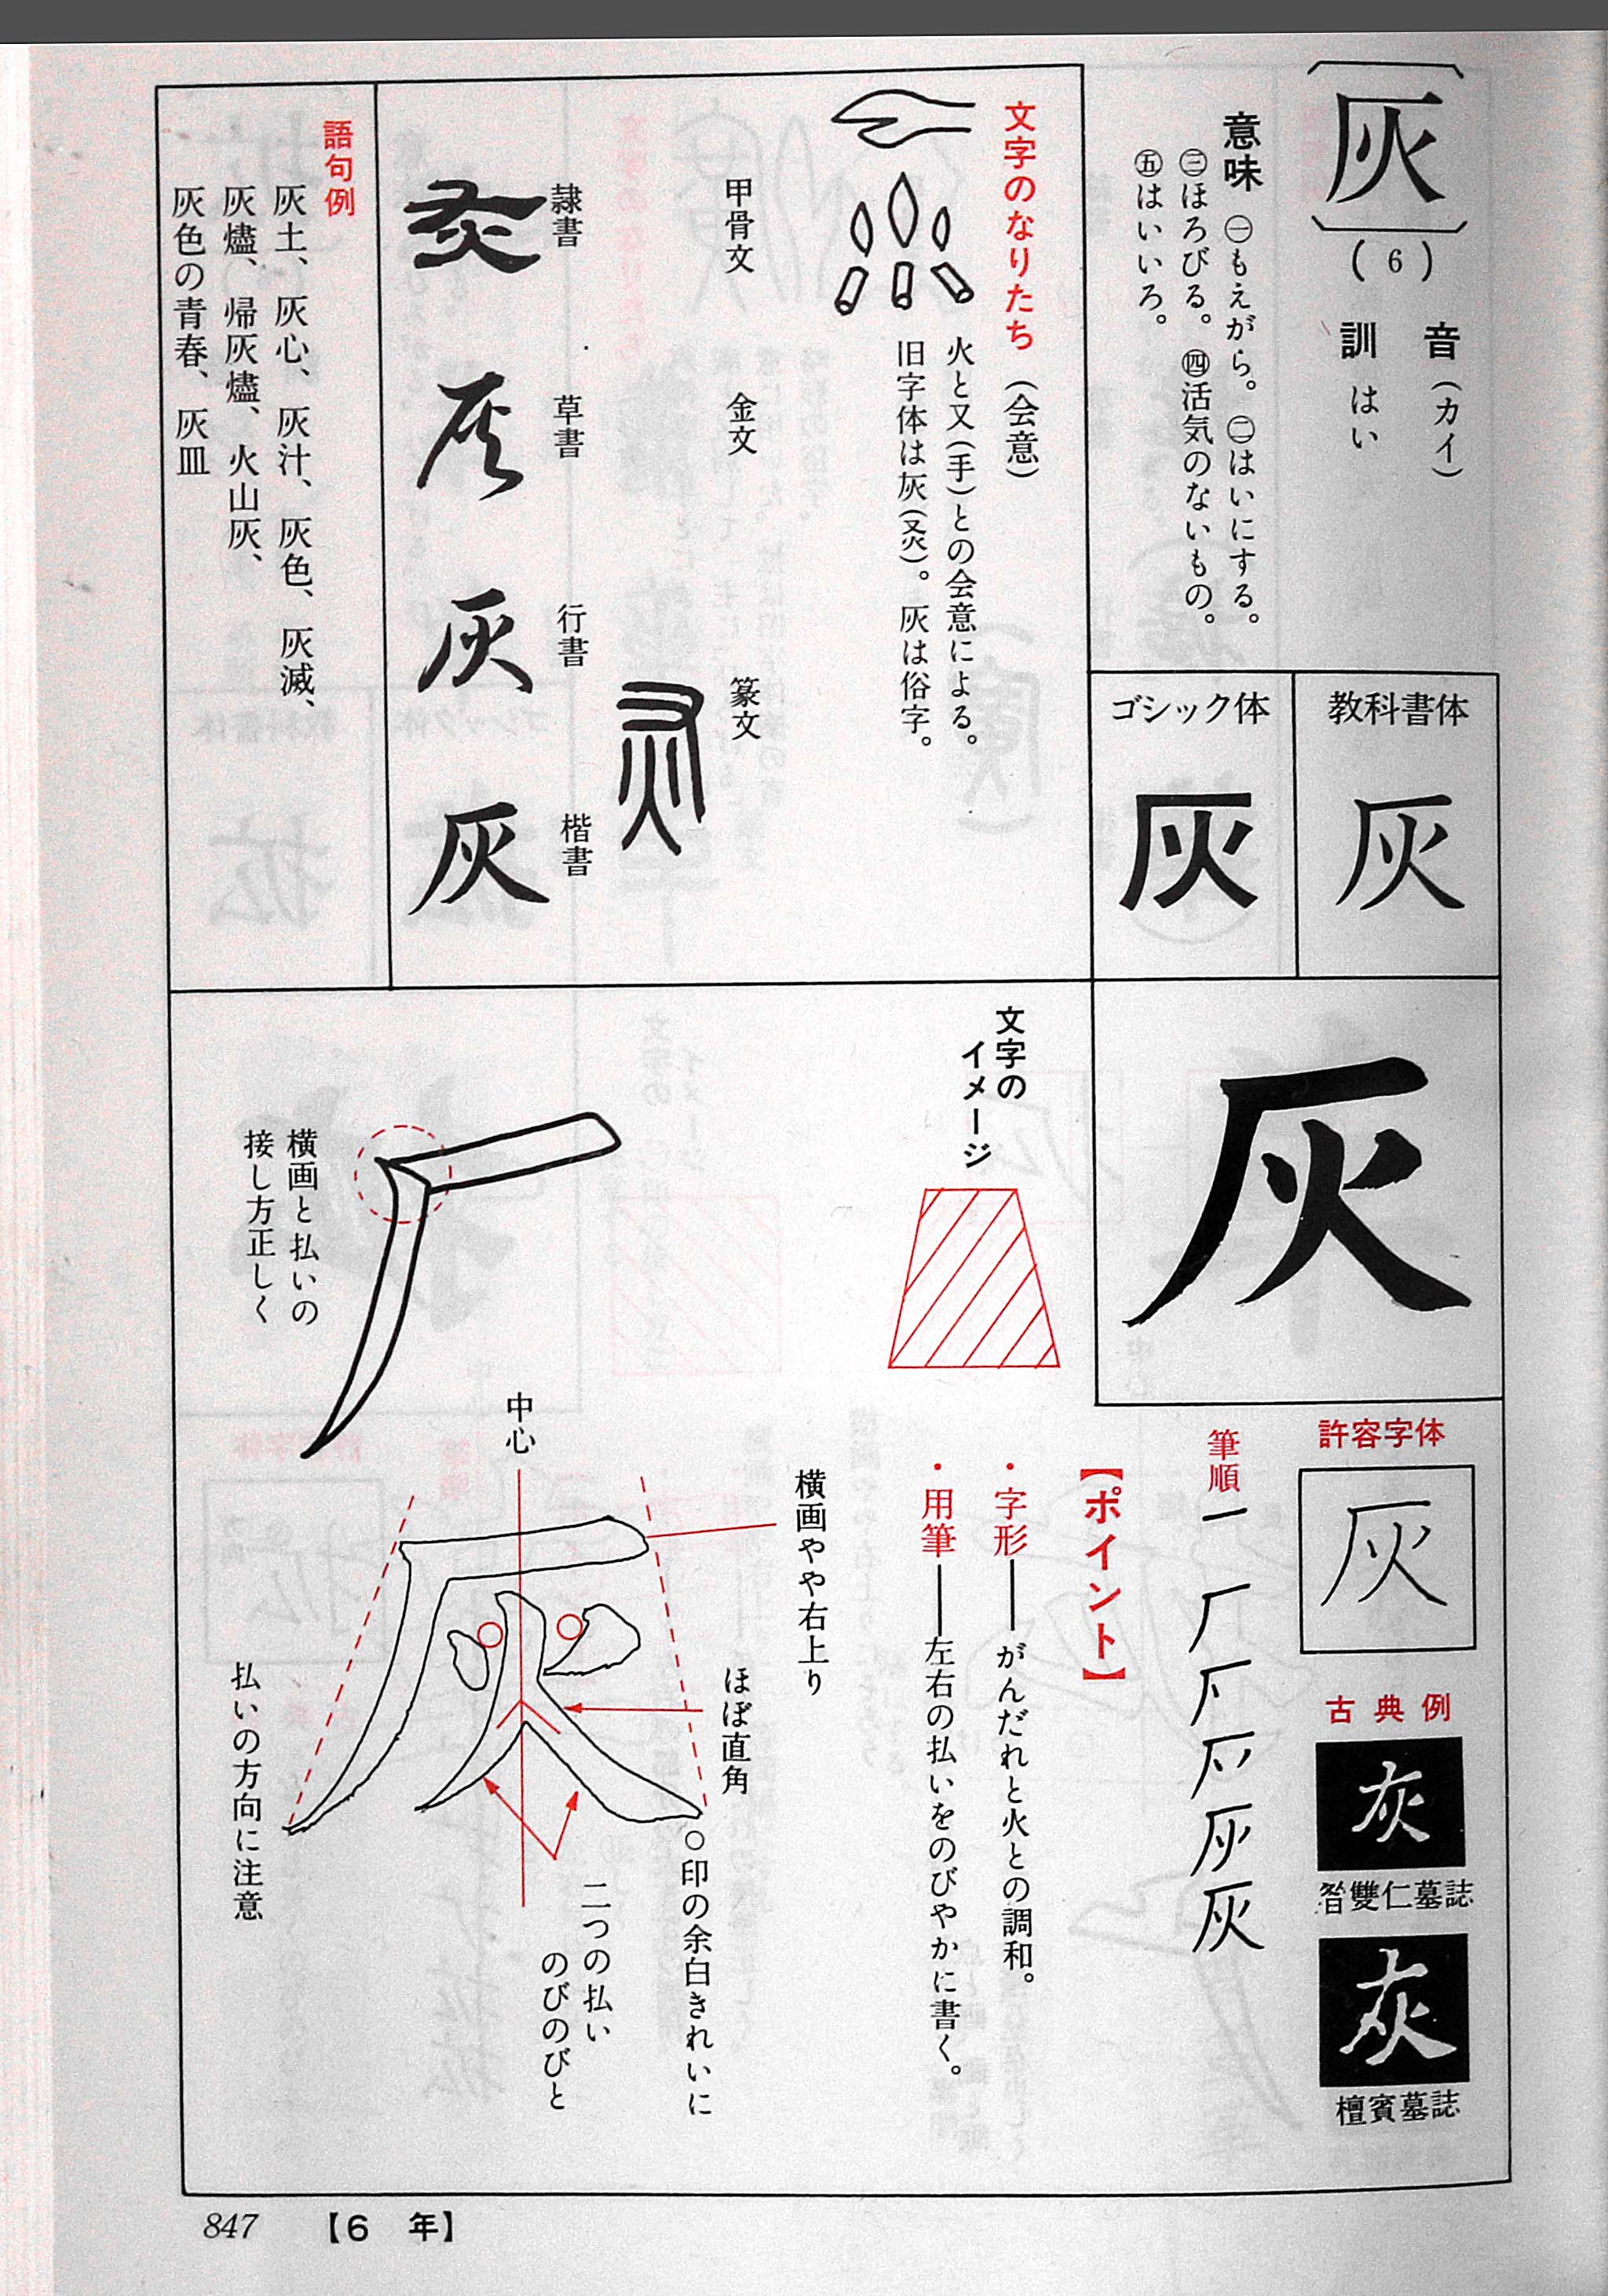 灰
(6)
音(カイ)
訓 はい
意味 ㊀もえがら。㊁はいにする。
㊂ほろびる。㊃活気のないもの。
㊄はいいろ。
教科書体
灰
ゴシック体
灰
文字のなりたち(会意)
火と又(手)との会意による。
旧字体は灰(灸)。灰は俗字。
甲骨文
金文
篆文
隷書
草書
灰
行書
灰
楷書
灰
語句例
灰土、灰心、灰汁、灰色、灰滅、
灰燼、帰灰燼、火山灰、
灰色の青春、灰皿
灰
文字の
イメージ
横画と払いの
接し方正しく
許容字体
灰
古典例
灰
昝雙仁墓誌
灰
檀賓墓誌
筆順
一 厂 灰
【ポイント】
・字形──がんだれと火との調和。
・用筆──左右の払いをのびやかに書く。
横画やや右上り
ほぼ直角
○印の余白きれいに
二つの払い
のびのびと
中心
灰
払いの方向に注意
847 【6 年】